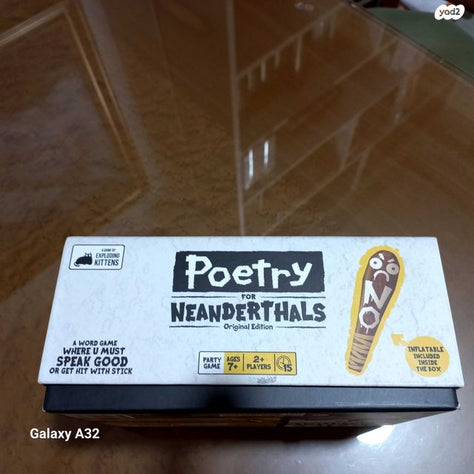 yad2
A GAME BY
EXPLODING
KITTENS
Poetry
FOR
NEANDERTHALS
Original Edition
A WORD GAME
WHERE U MUST
SPEAK GOOD
OR GET HIT WITH STICK
PARTY
GAME
AGES
7+
2+
PLAYERS
15
NO
INFLATABLE
INCLUDED
INSIDE
THE BOX
Galaxy A32